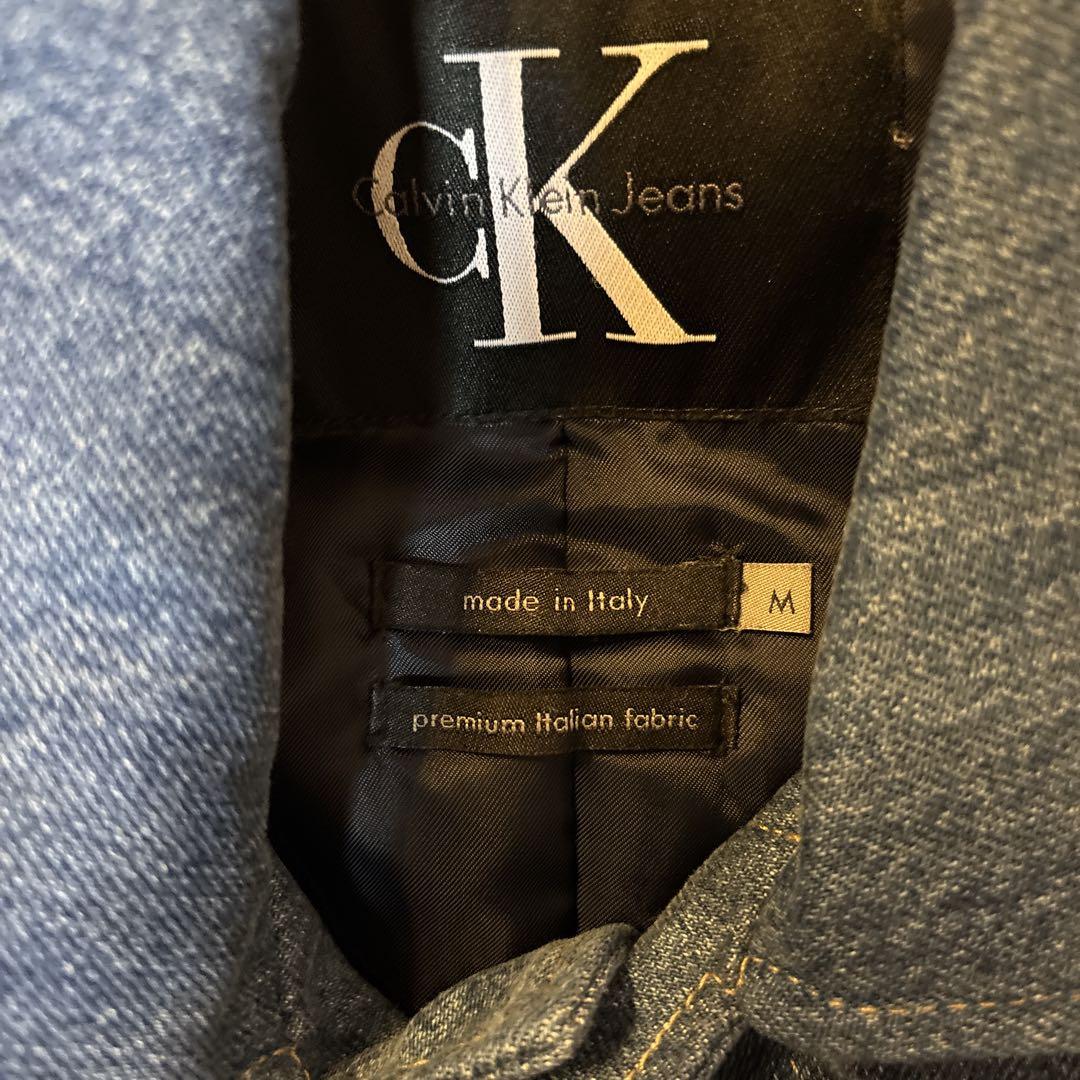 CK
Calvin Klein Jeans
made in Italy
M
premium Italian fabric